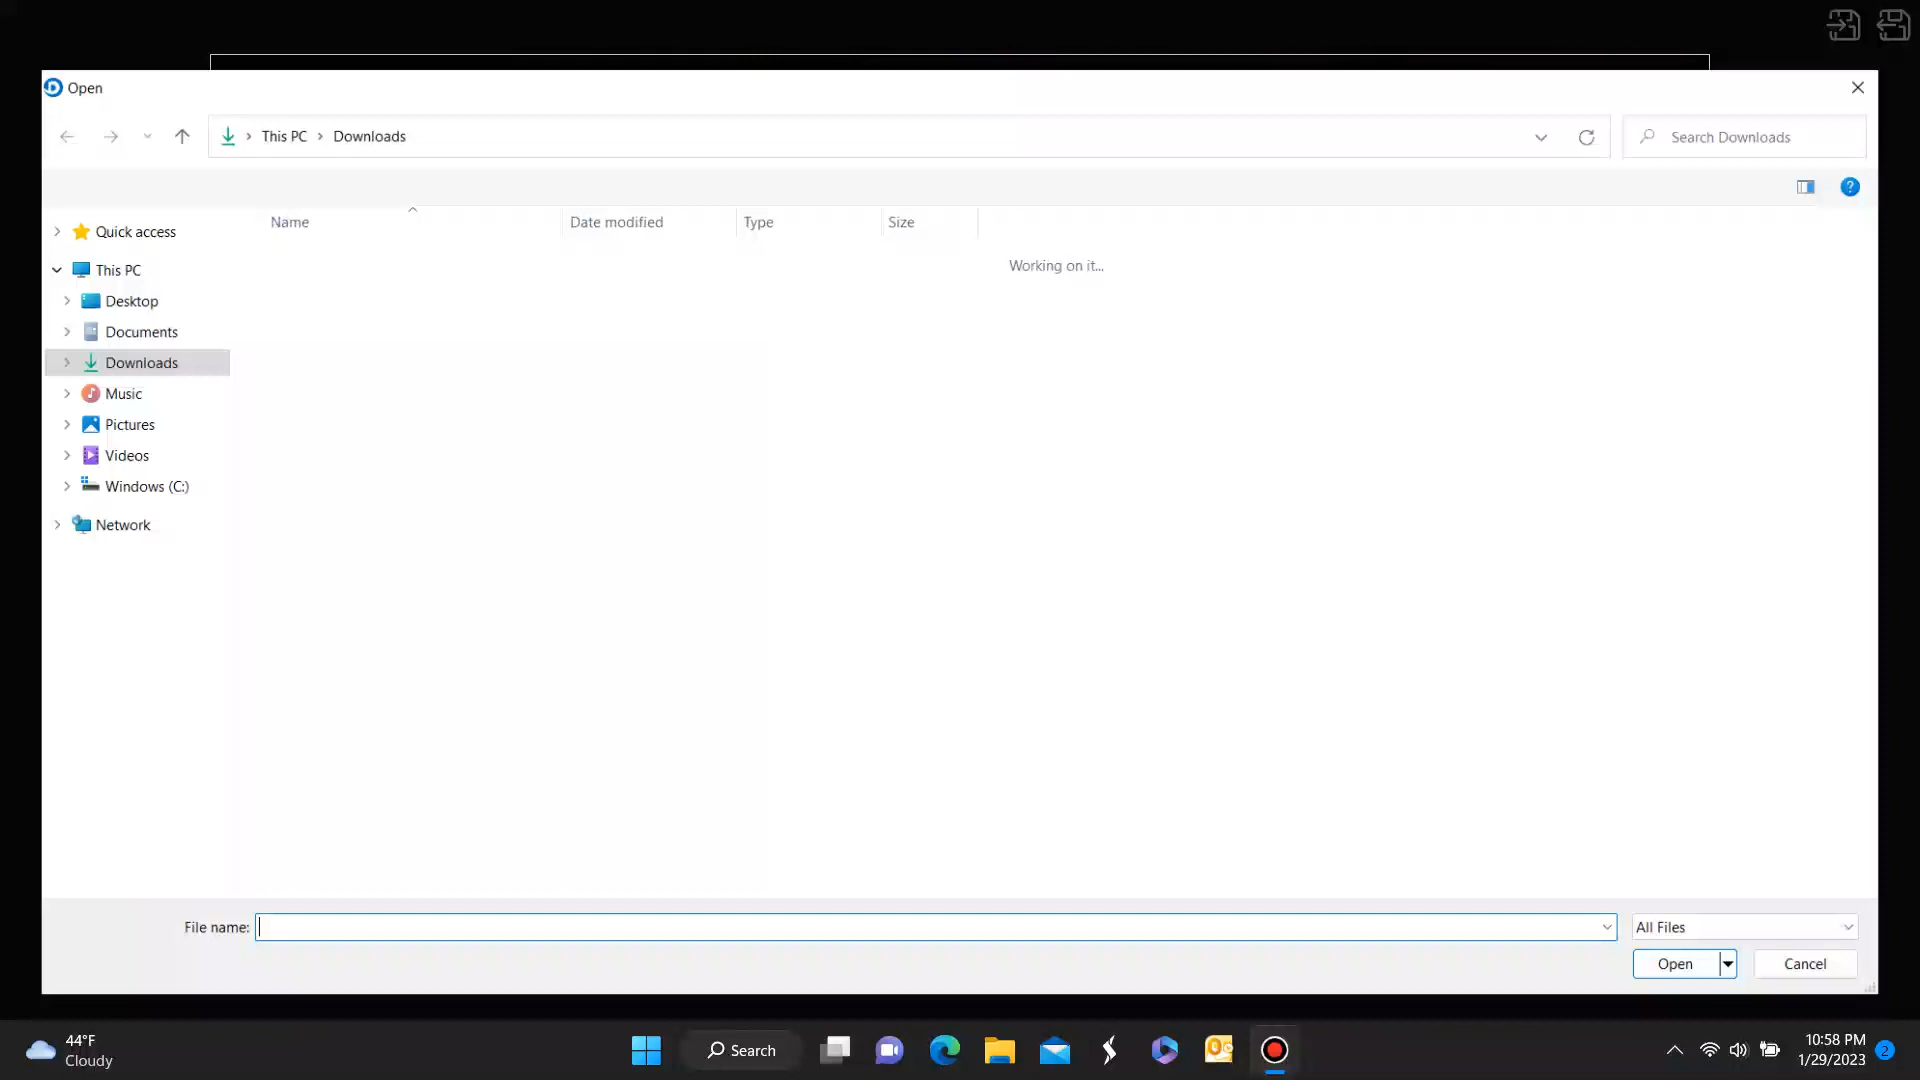 Open
This PC
Downloads
Search Downloads
Name
Date modified
Type
Size
Quick access
This PC
Working on it...
Desktop
Documents
Downloads
Music
Pictures
Videos
Windows (C:)
Network
File name:
All Files
Open
Cancel
44°F
Cloudy
Search
10:58 PM
1/29/2023
2